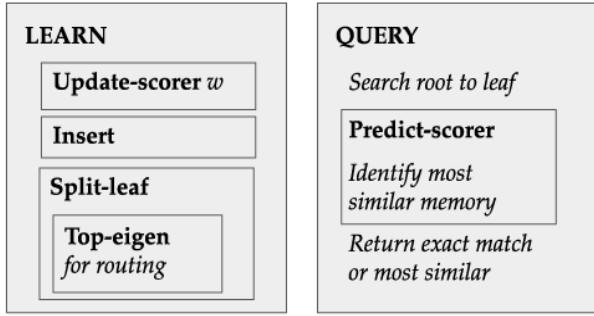 LEARN
Update-scorer w
Insert
Split-leaf
Top-eigen
for routing
QUERY
Search root to leaf
Predict-scorer
Identify most
similar memory
Return exact match
or most similar